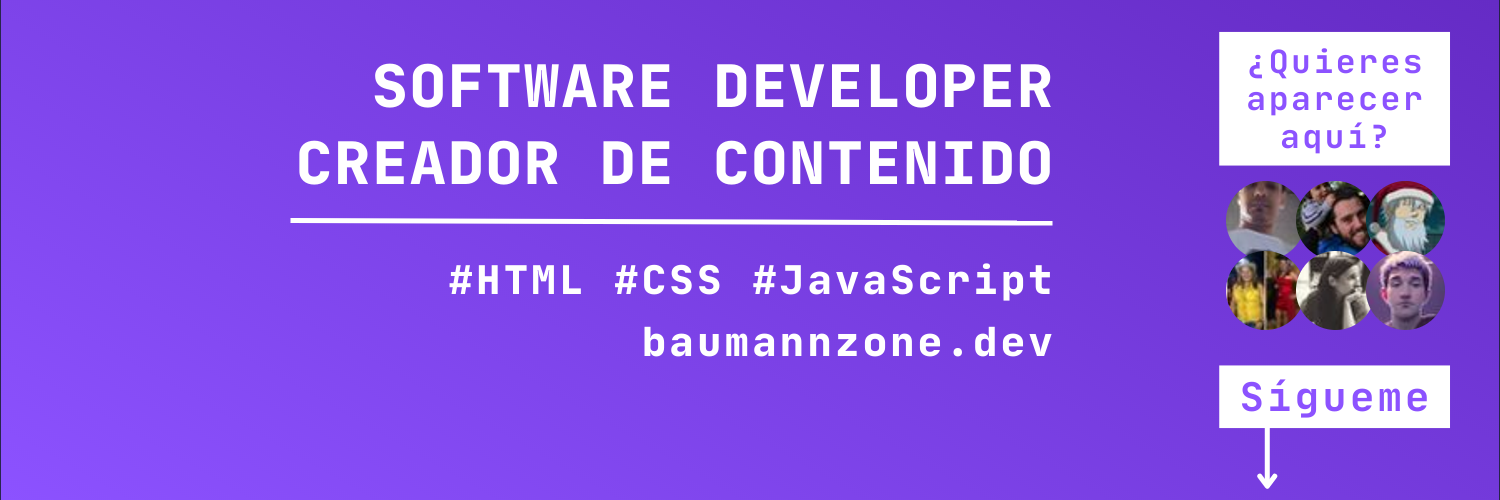 SOFTWARE DEVELOPER
CREADOR DE CONTENIDO
#HTML #CSS #JavaScript
baumannzone.dev
¿Quieres
aparecer
aquí?
Sígueme